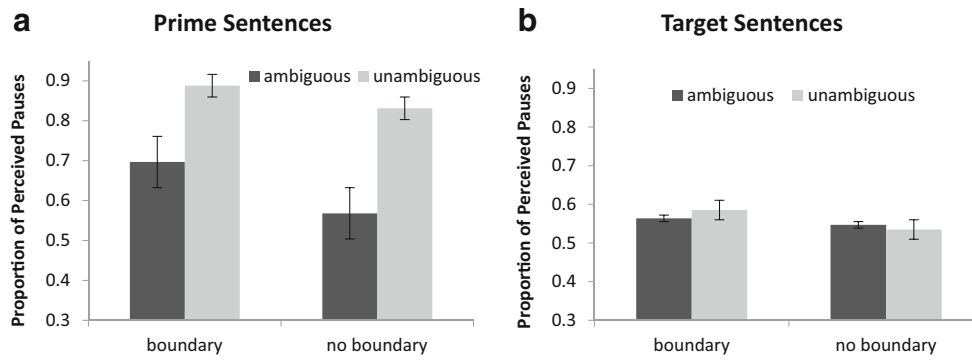 a
Prime Sentences
Proportion of Perceived Pauses
0.9
0.8
0.7
0.6
0.5
0.4
0.3
ambiguous
unambiguous
boundary
no boundary
b
Target Sentences
Proportion of Perceived Pauses
0.9
0.8
0.7
0.6
0.5
0.4
0.3
ambiguous
unambiguous
boundary
no boundary